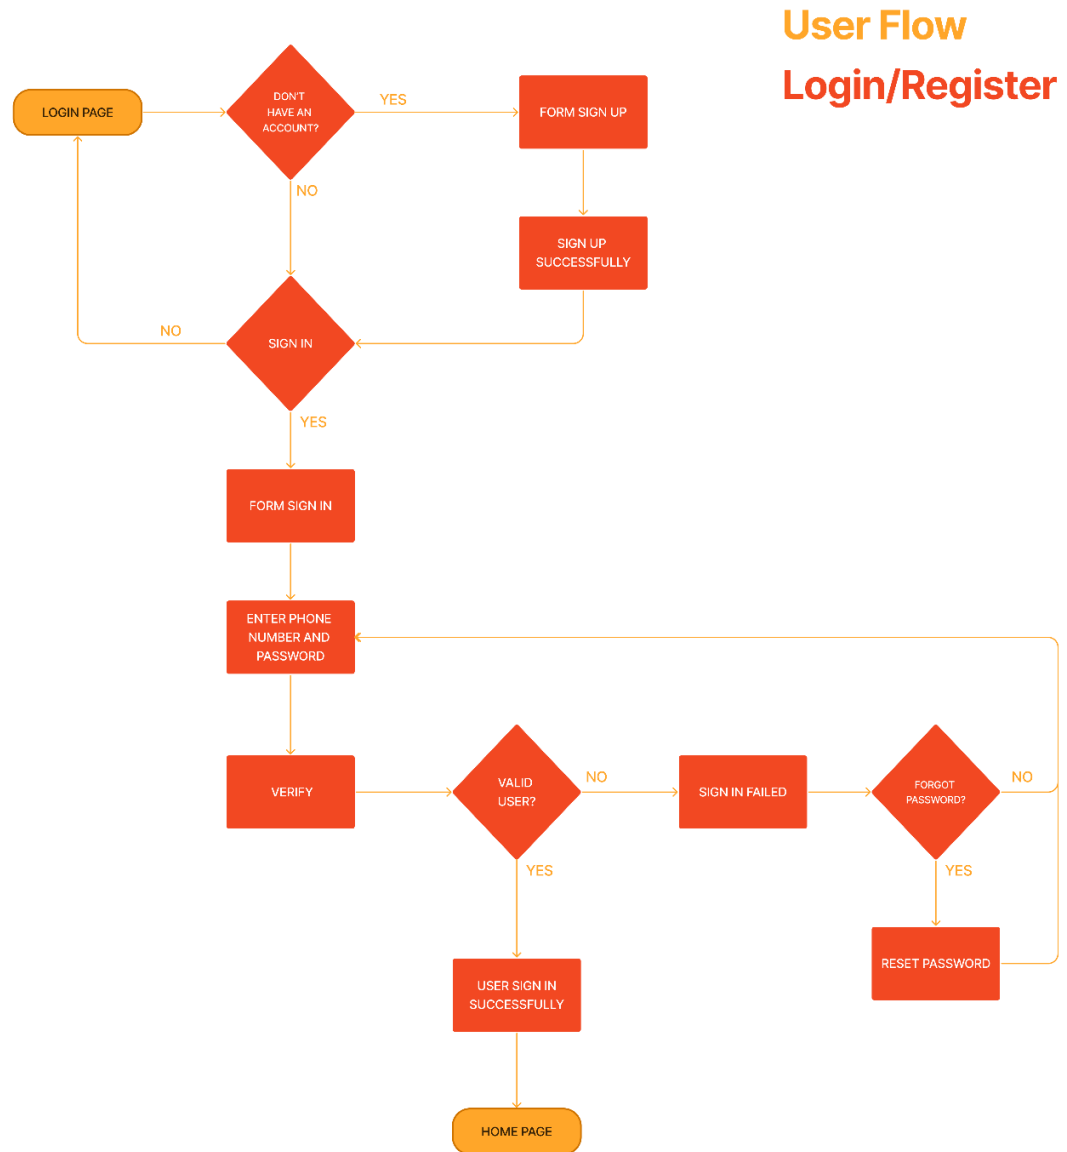 User Flow
Login/Register
LOGIN PAGE
DON'T
HAVE AN
ACCOUNT?
YES
FORM SIGN UP
NO
SIGN UP
SUCCESSFULLY
NO
SIGN IN
YES
FORM SIGN IN
ENTER PHONE
NUMBER AND
PASSWORD
VERIFY
VALID
USER?
NO
SIGN IN FAILED
FORGOT
PASSWORD?
NO
YES
YES
RESET PASSWORD
USER SIGN IN
SUCCESSFULLY
HOME PAGE